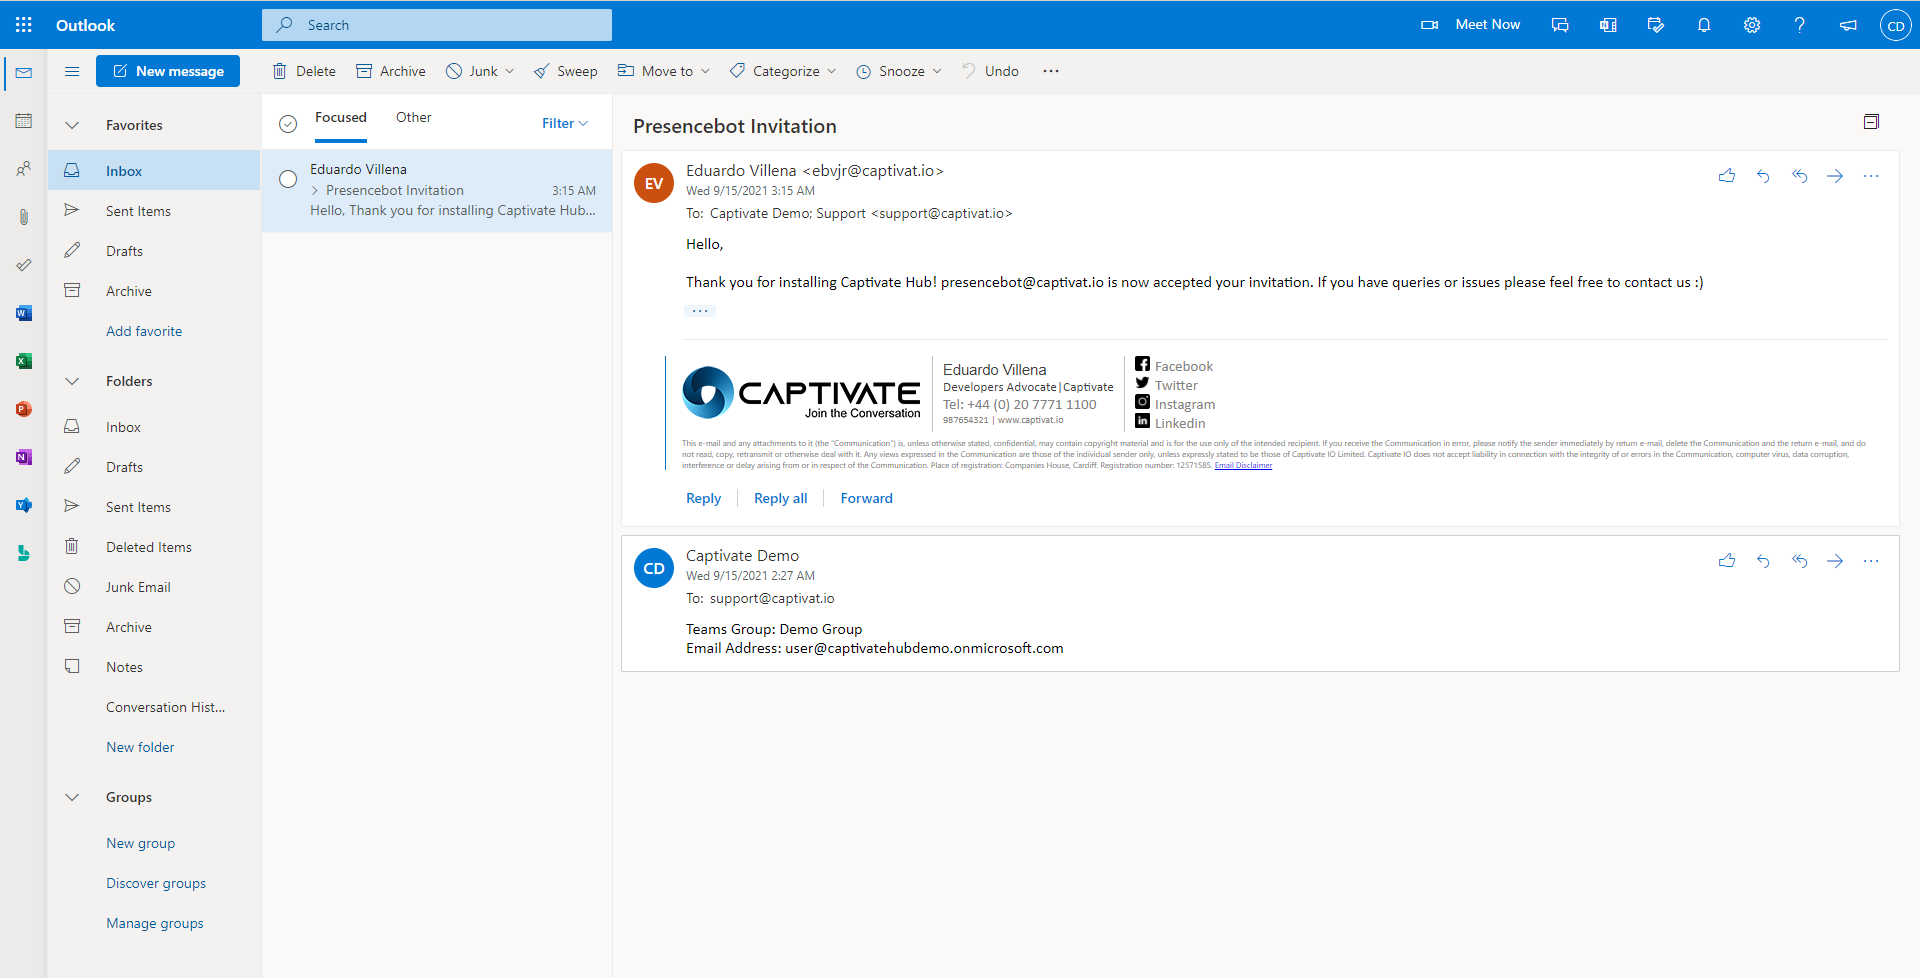 Outlook
Search
Meet Now
CD
New message
Delete
Archive
Junk
Sweep
Move to
Categorize
Snooze
Undo
Favorites
Inbox
Sent Items
Drafts
Archive
Add favorite
Folders
Inbox
Drafts
Sent Items
Deleted Items
Junk Email
Archive
Notes
Conversation Hist...
New folder
Groups
New group
Discover groups
Manage groups
Focused
Other
Filter
Eduardo Villena
Presencebot Invitation 3:15 AM
Hello, Thank you for installing Captivate Hub...
Presencebot Invitation
EV
Eduardo Villena <ebvjr@captivat.io>
Wed 9/15/2021 3:15 AM
To: Captivate Demo; Support <support@captivat.io>
Hello,
Thank you for installing Captivate Hub! presencebot@captivat.io is now accepted your invitation. If you have queries or issues please feel free to contact us :)
...
CAPTIVATE
Join the Conversation
Eduardo Villena
Developers Advocate|Captivate
Tel: +44 (0) 20 7771 1100
987654321 | www.captivat.io
Facebook
Twitter
Instagram
Linkedin
This e-mail and any attachments to it (the "Communication") is, unless otherwise stated, confidential, may contain copyright material and is for the use only of the intended recipient. If you receive the Communication in error, please notify the sender immediately by return e-mail, delete the Communication and the return e-mail, and do
not read, copy, retransmit or otherwise deal with it. Any views expressed in the Communication are those of the individual sender only, unless expressly stated to be those of Captivate IO Limited. Captivate IO does not accept liability in connection with the integrity of or errors in the Communication, computer virus, data corruption,
interference or delay arising from or in respect of the Communication. Place of registration: Companies House, Cardiff. Registration number: 12571585. Email Disclaimer
Reply
Reply all
Forward
CD
Captivate Demo
Wed 9/15/2021 2:27 AM
To: support@captivat.io
Teams Group: Demo Group
Email Address: user@captivatehubdemo.onmicrosoft.com